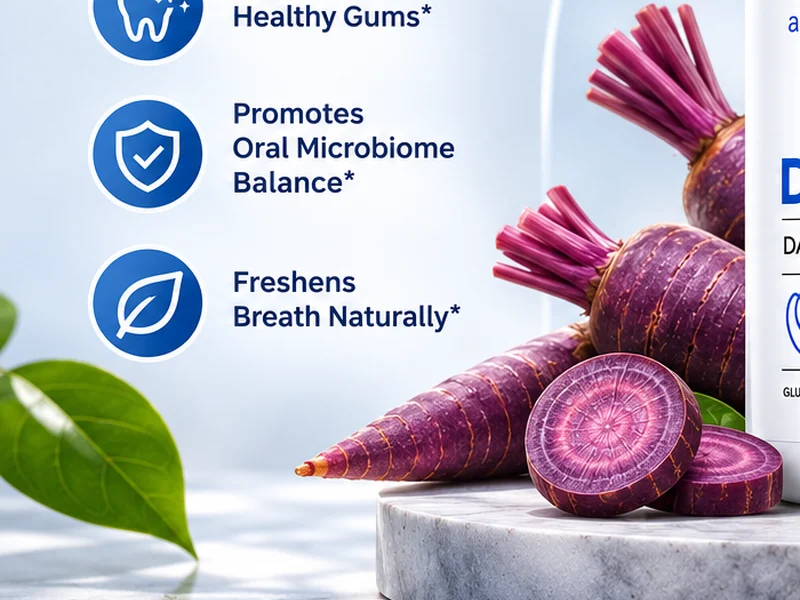 Healthy Gums*
Promotes
Oral Microbiome
Balance*
Freshens
Breath Naturally*